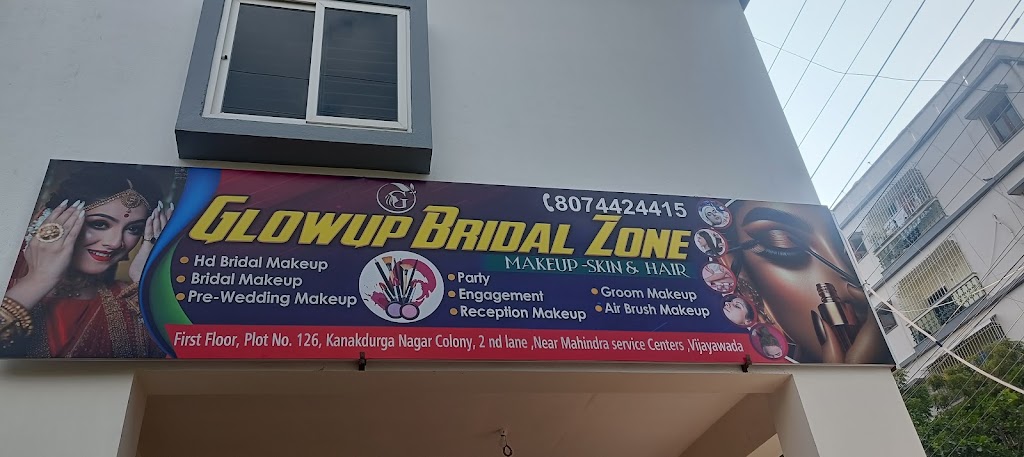 G
8074424415
GLOWUP BRIDAL ZONE
MAKEUP-SKIN & HAIR
• Hd Bridal Makeup
• Bridal Makeup
• Pre-Wedding Makeup
• Party
• Engagement
• Reception Makeup
• Groom Makeup
• Air Brush Makeup
First Floor, Plot No. 126, Kanakdurga Nagar Colony, 2 nd lane ,Near Mahindra service Centers ,Vijayawada